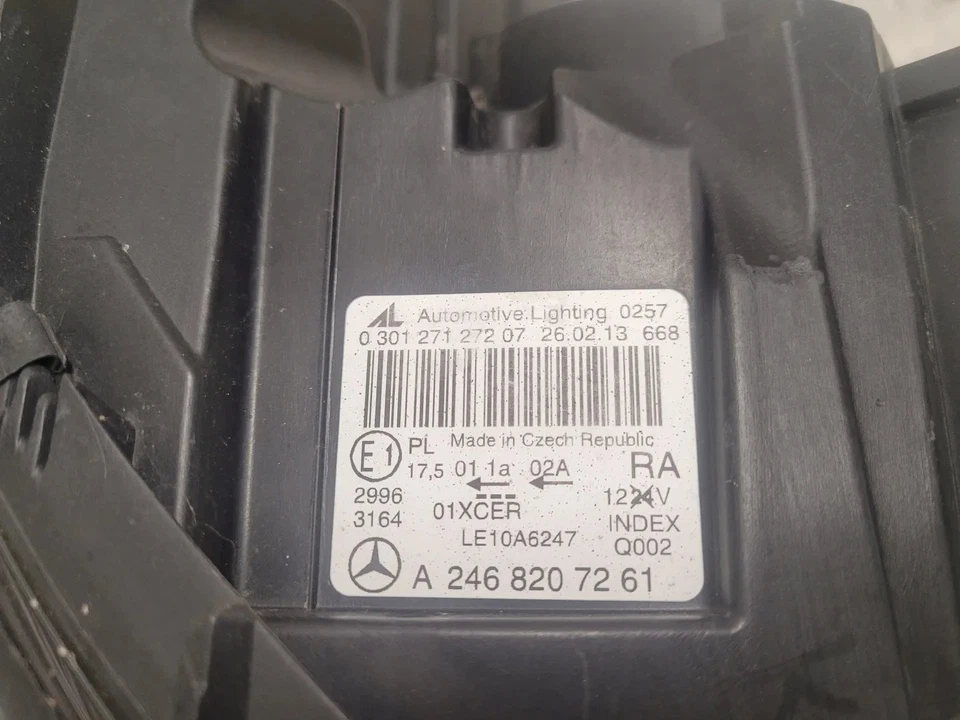 AL Automotive Lighting 0257
0 301 271 272 07 26.02.13 668
Made in Czech Republic
E1 PL
17,5 01 1a 02A RA
2996 1224V
3164 01XCER INDEX
LE10A6247 Q002
A 246 820 72 61